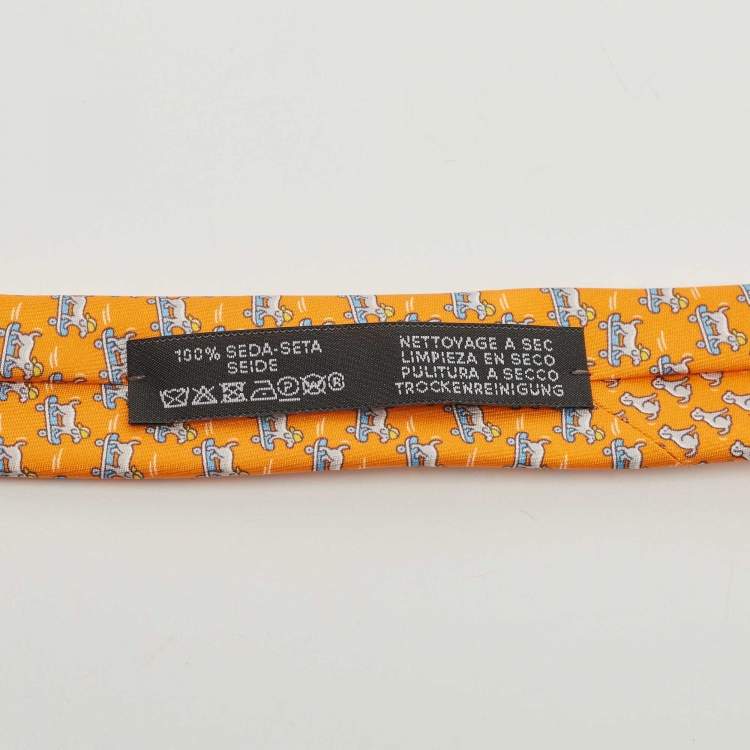 100% SEDA-SETA
SEIDE
NETTOYAGE A SEC
LIMPIEZA EN SECO
PULITURA A SECCO
TROCKENREINIGUNG